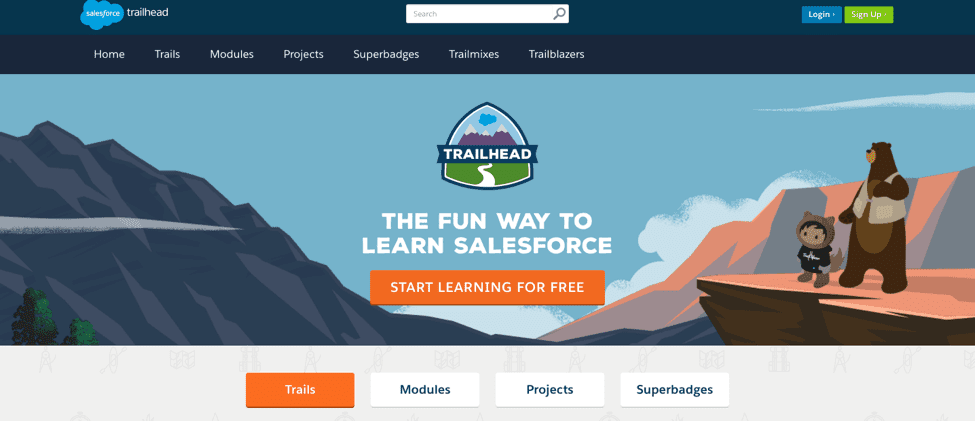 salesforce trailhead
Search
Login ›
Sign Up ›
Home Trails Modules Projects Superbadges Trailmixes Trailblazers
TRAILHEAD
THE FUN WAY TO
LEARN SALESFORCE
START LEARNING FOR FREE
Trails Modules Projects Superbadges